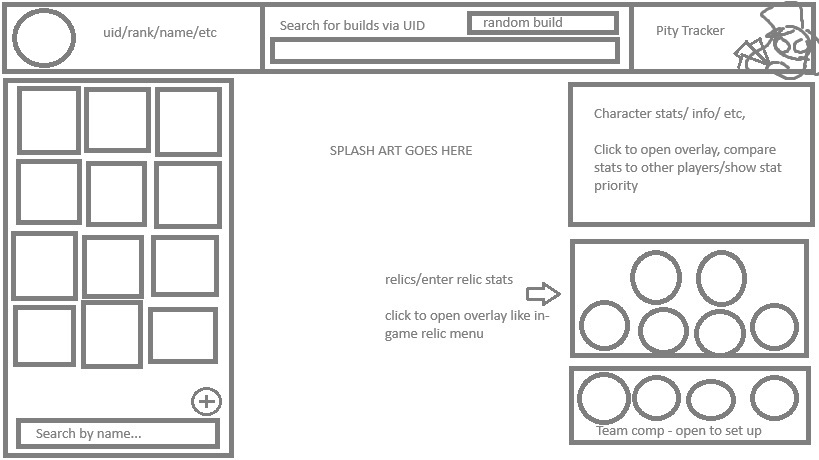 uid/rank/name/etc
Search for builds via UID
random build
Pity Tracker
SPLASH ART GOES HERE
Character stats/ info/ etc,
Click to open overlay, compare
stats to other players/show stat
priority
relics/enter relic stats
click to open overlay like in-
game relic menu
Search by name...
Team comp - open to set up